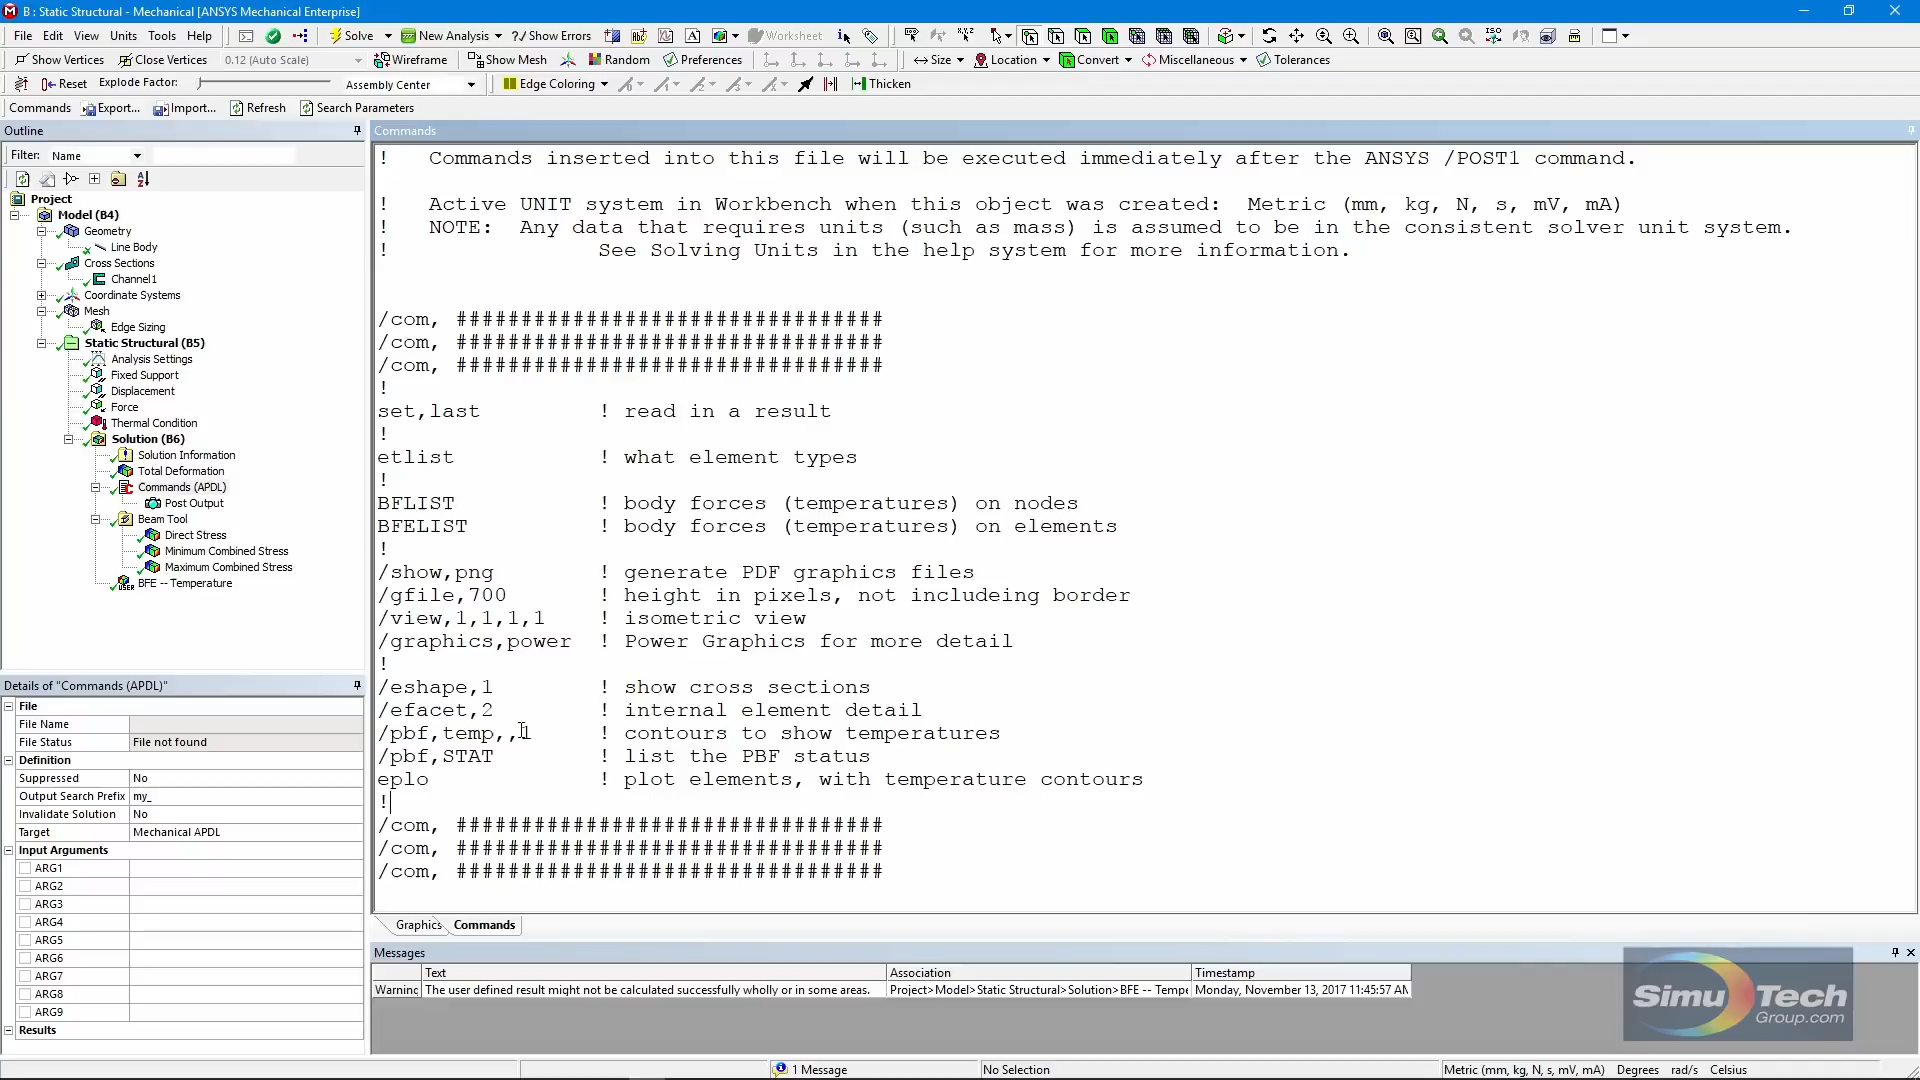 B : Static Structural - Mechanical [ANSYS Mechanical Enterprise]
File Edit View Units Tools Help Solve New Analysis Show Errors Worksheet
Show Vertices Close Vertices 0.12 (Auto Scale) Wireframe Show Mesh Random Preferences Size Location Convert Miscellaneous Tolerances
Reset Explode Factor: Assembly Center Edge Coloring Thicken
Commands Export... Import... Refresh Search Parameters
Outline
Filter: Name
Project
Model (B4)
Geometry
Line Body
Cross Sections
Channel1
Coordinate Systems
Mesh
Edge Sizing
Static Structural (B5)
Analysis Settings
Fixed Support
Displacement
Force
Thermal Condition
Solution (B6)
Solution Information
Total Deformation
Commands (APDL)
Post Output
Beam Tool
Direct Stress
Minimum Combined Stress
Maximum Combined Stress
BFE -- Temperature
Details of "Commands (APDL)"
File
File Name
File Status File not found
Definition
Suppressed No
Output Search Prefix my_
Invalidate Solution No
Target Mechanical APDL
Input Arguments
ARG1
ARG2
ARG3
ARG4
ARG5
ARG6
ARG7
ARG8
ARG9
Results
Commands
! Commands inserted into this file will be executed immediately after the ANSYS /POST1 command.
! Active UNIT system in Workbench when this object was created: Metric (mm, kg, N, s, mV, mA)
! NOTE: Any data that requires units (such as mass) is assumed to be in the consistent solver unit system.
! See Solving Units in the help system for more information.
/com, #################################
/com, #################################
/com, #################################
!
set,last ! read in a result
!
etlist ! what element types
!
BFLIST ! body forces (temperatures) on nodes
BFELIST ! body forces (temperatures) on elements
!
/show,png ! generate PDF graphics files
/gfile,700 ! height in pixels, not includeing border
/view,1,1,1,1 ! isometric view
/graphics,power ! Power Graphics for more detail
!
/eshape,1 ! show cross sections
/efacet,2 ! internal element detail
/pbf,temp,,1 ! contours to show temperatures
/pbf,STAT ! list the PBF status
eplo ! plot elements, with temperature contours
!
/com, #################################
/com, #################################
/com, #################################
Graphics Commands
Messages
Text Association Timestamp
Warning The user defined result might not be calculated successfully wholly or in some areas. Project>Model>Static Structural>Solution>BFE -- Tempe Monday, November 13, 2017 11:45:57 AM
SimuTech
Group.com
1 Message No Selection Metric (mm, kg, N, s, mV, mA) Degrees rad/s Celsius